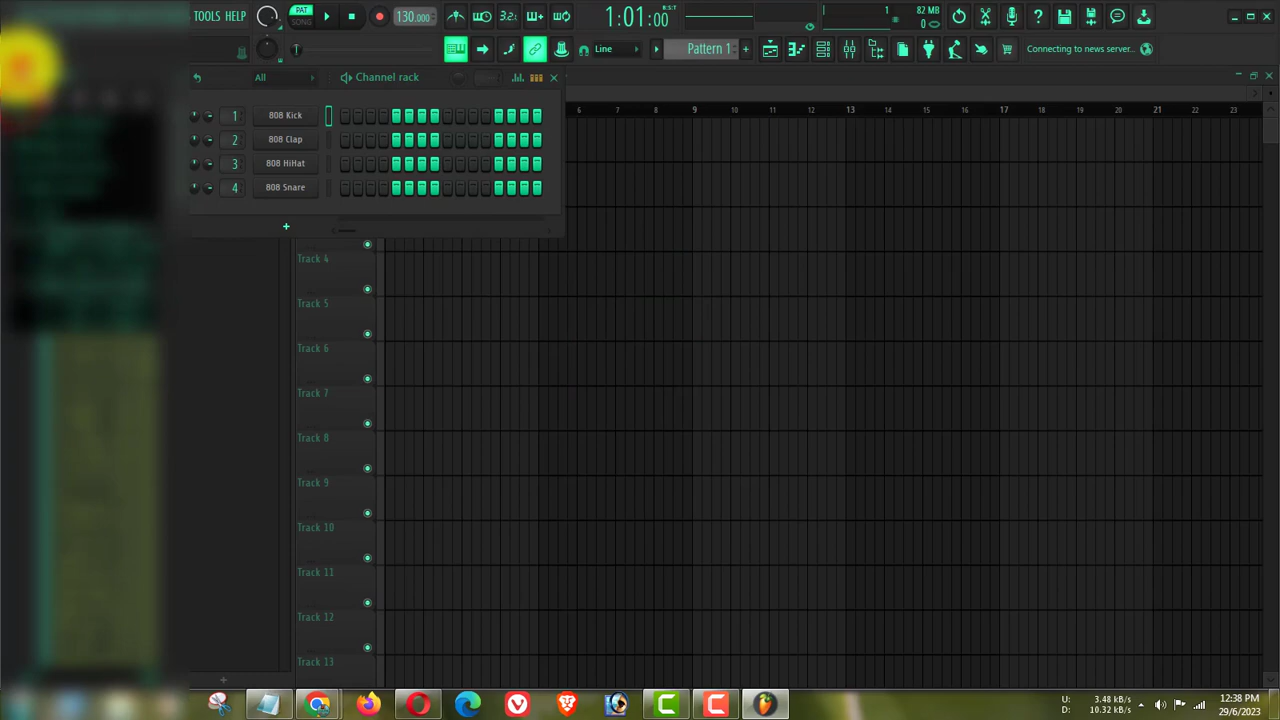 TOOLS HELP
PAT
SONG
130.000
3.2.
1:01:00
B:S:T
1
82 MB
0
Line
Pattern 1
Connecting to news server...
All
Channel rack
1
808 Kick
2
808 Clap
3
808 HiHat
4
808 Snare
6 7 8 9 10 11 12 13 14 15 16 17 18 19 20 21 22 23
Track 4
Track 5
Track 6
Track 7
Track 8
Track 9
Track 10
Track 11
Track 12
Track 13
U: 3.48 kB/s
D: 10.32 kB/s
12:38 PM
29/6/2023